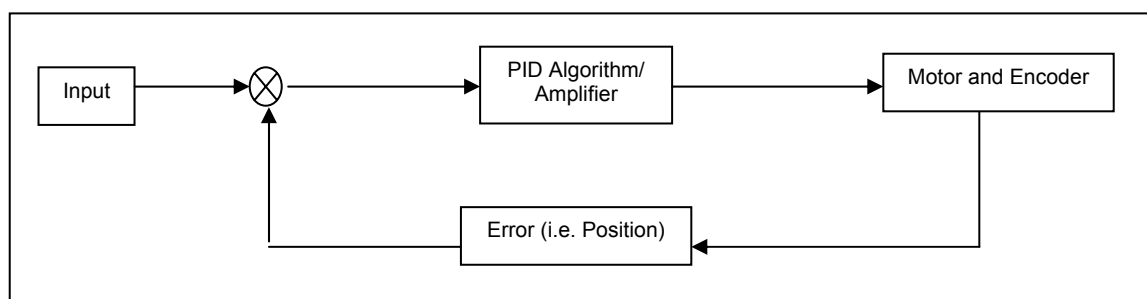 Input
PID Algorithm/
Amplifier
Motor and Encoder
Error (i.e. Position)